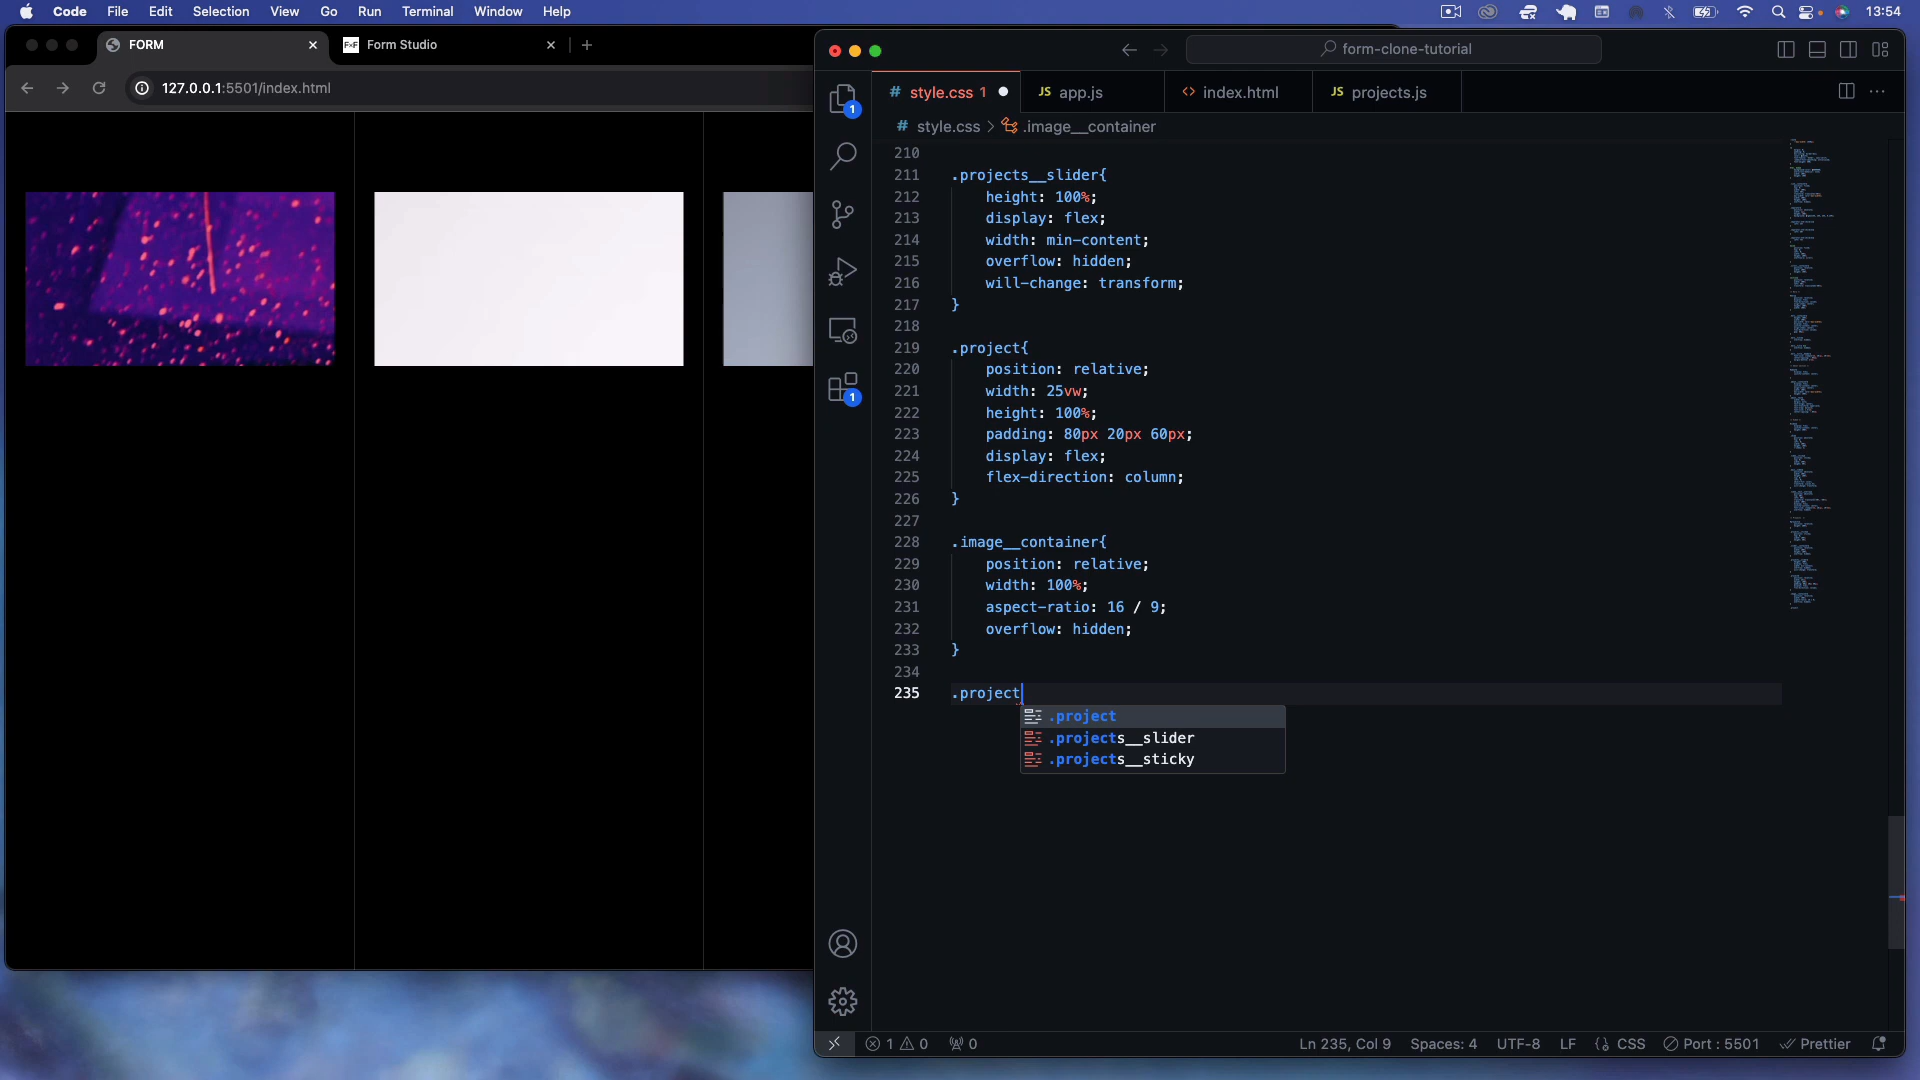 Code File Edit Selection View Go Run Terminal Window Help 13:54
FORM
F×F Form Studio
127.0.0.1:5501/index.html
form-clone-tutorial
# style.css 1
JS app.js
<> index.html
JS projects.js
# style.css > .image__container
1
1
210
211 .projects__slider{
212 height: 100%;
213 display: flex;
214 width: min-content;
215 overflow: hidden;
216 will-change: transform;
217 }
218
219 .project{
220 position: relative;
221 width: 25vw;
222 height: 100%;
223 padding: 80px 20px 60px;
224 display: flex;
225 flex-direction: column;
226 }
227
228 .image__container{
229 position: relative;
230 width: 100%;
231 aspect-ratio: 16 / 9;
232 overflow: hidden;
233 }
234
235 .project
.project
.projects__slider
.projects__sticky
1 0 0 Ln 235, Col 9 Spaces: 4 UTF-8 LF {} CSS Port : 5501 Prettier